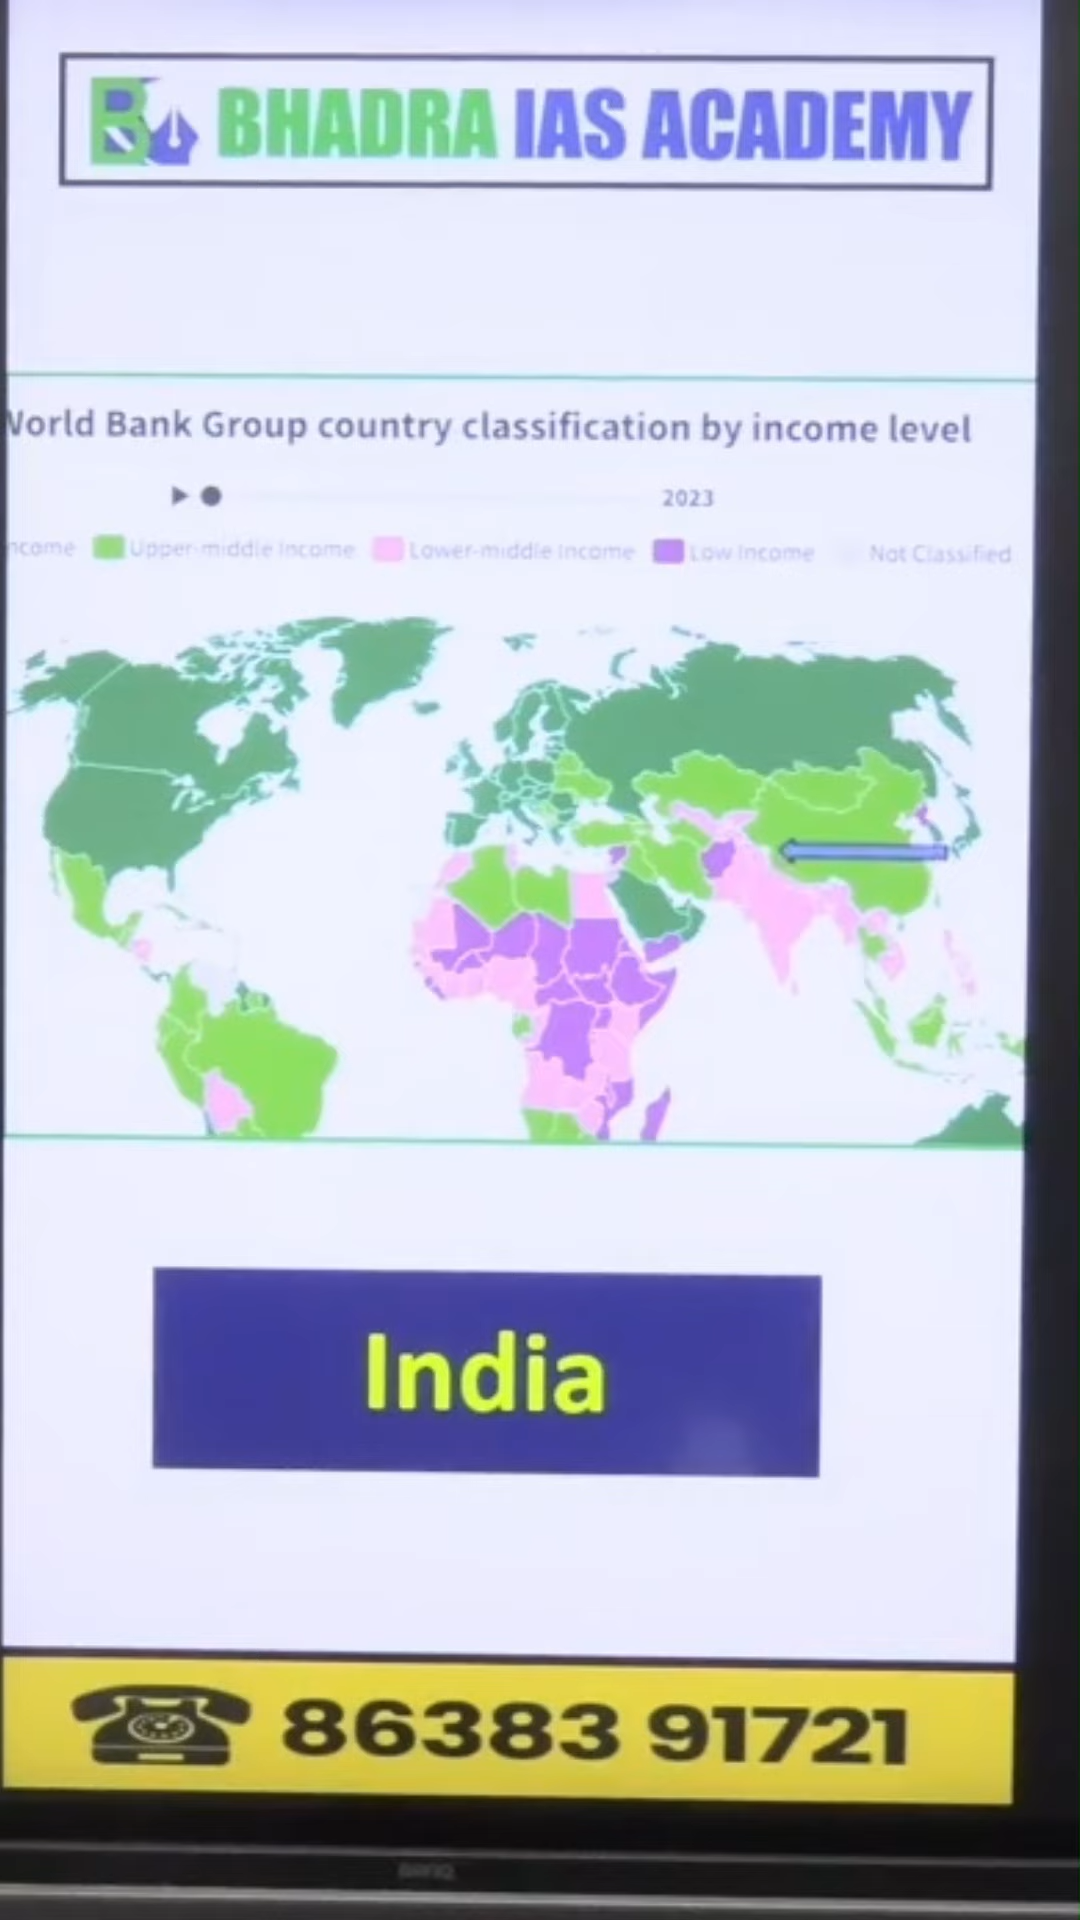 BHADRA IAS ACADEMY
World Bank Group country classification by income level
2023
ncome Upper-middle Income Lower-middle Income Low Income Not Classified
India
86383 91721
BenQ